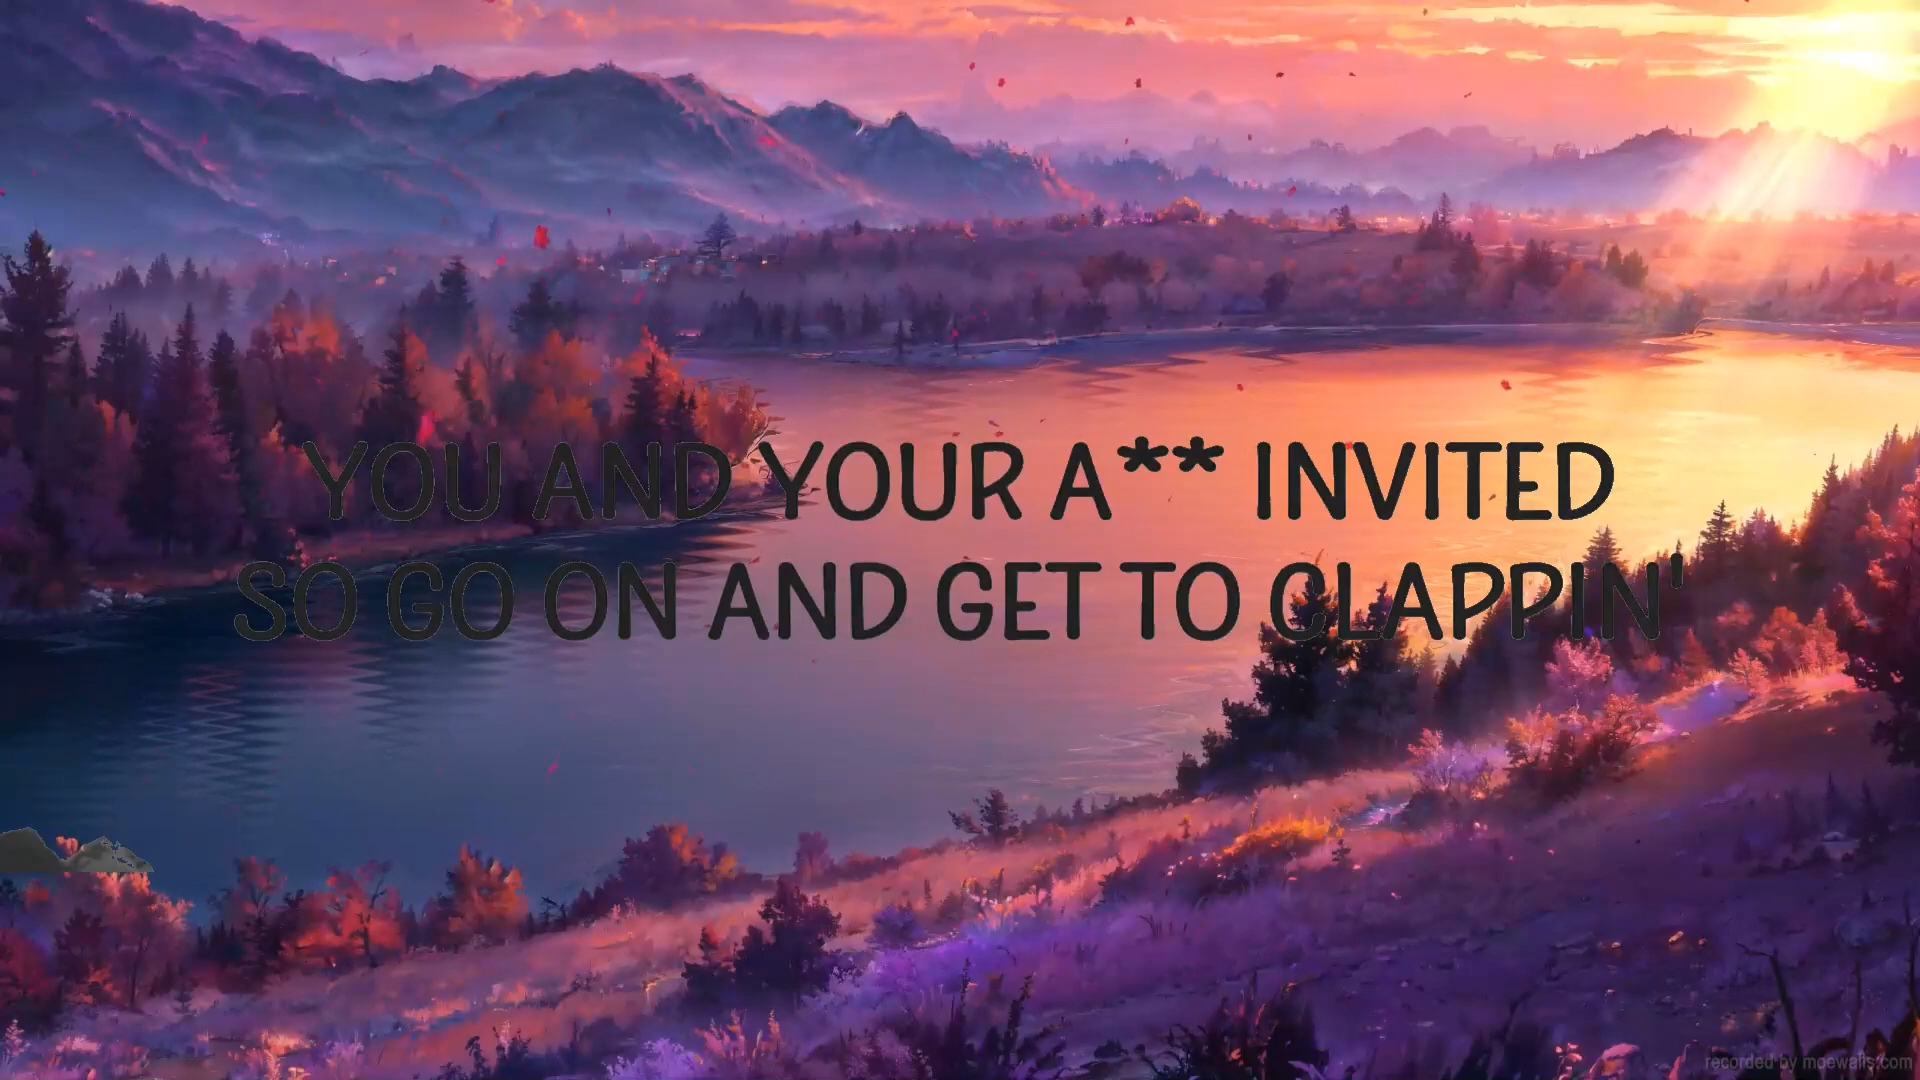 YOU AND YOUR A** INVITED
SO GO ON AND GET TO CLAPPIN'
recorded by moewalls.com